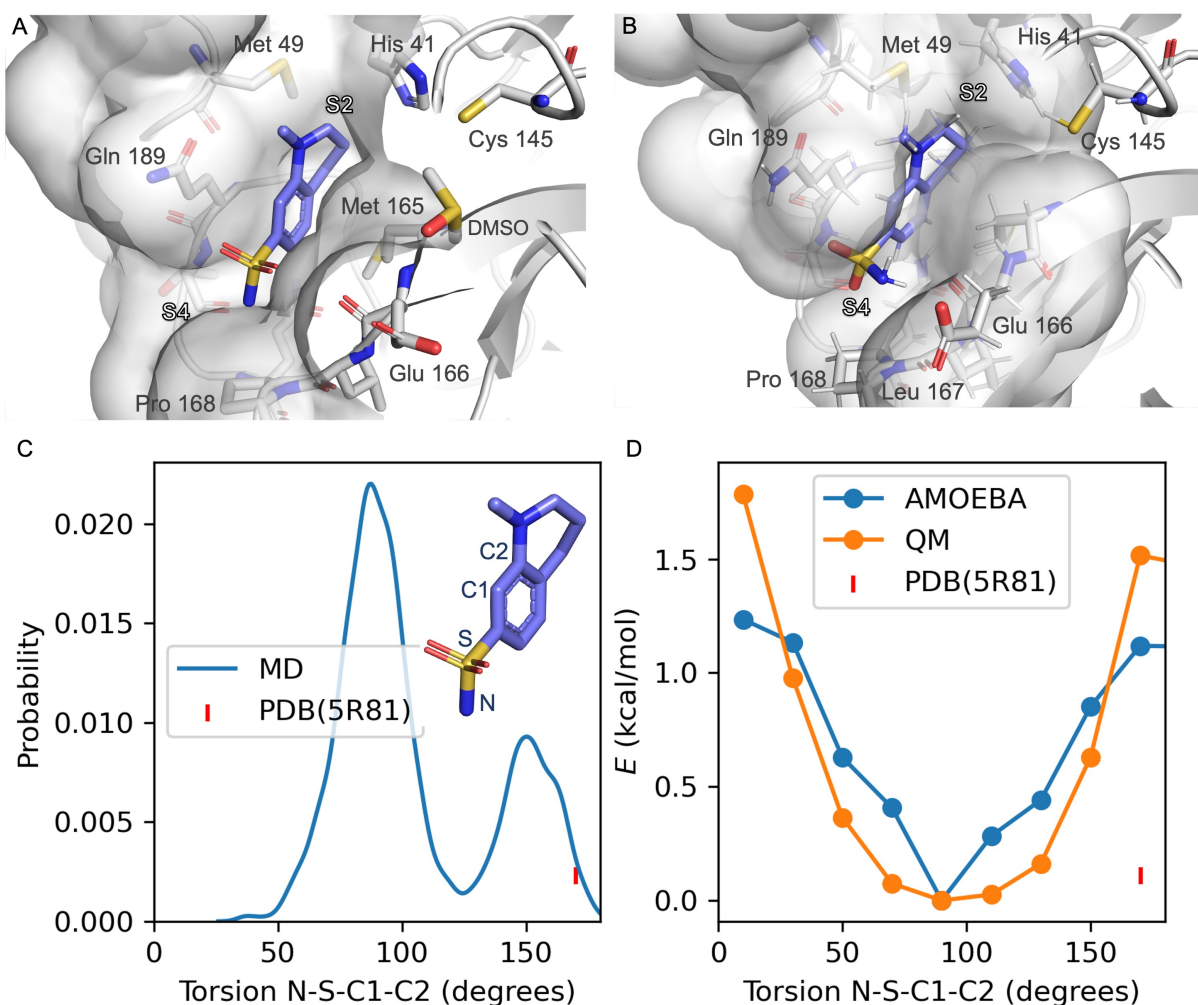 A
Met 49
His 41
S2
Cys 145
Gln 189
Met 165
DMSO
S4
Glu 166
Pro 168
B
Met 49
His 41
S2
Gln 189
Cys 145
S4
Glu 166
Pro 168
Leu 167
C
Probability
0.020
0.015
0.010
0.005
0.000
C2
C1
S
N
MD
PDB(5R81)
0 50 100 150
Torsion N-S-C1-C2 (degrees)
D
E (kcal/mol)
1.5
1.0
0.5
0.0
AMOEBA
QM
PDB(5R81)
0 50 100 150
Torsion N-S-C1-C2 (degrees)